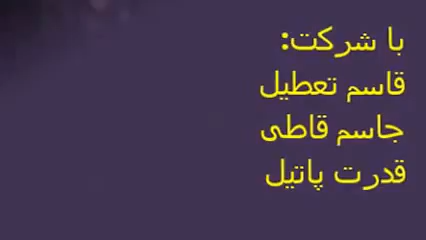 با شرکت:
قاسم تعطیل
جاسم قاطی
قدرت پاتیل